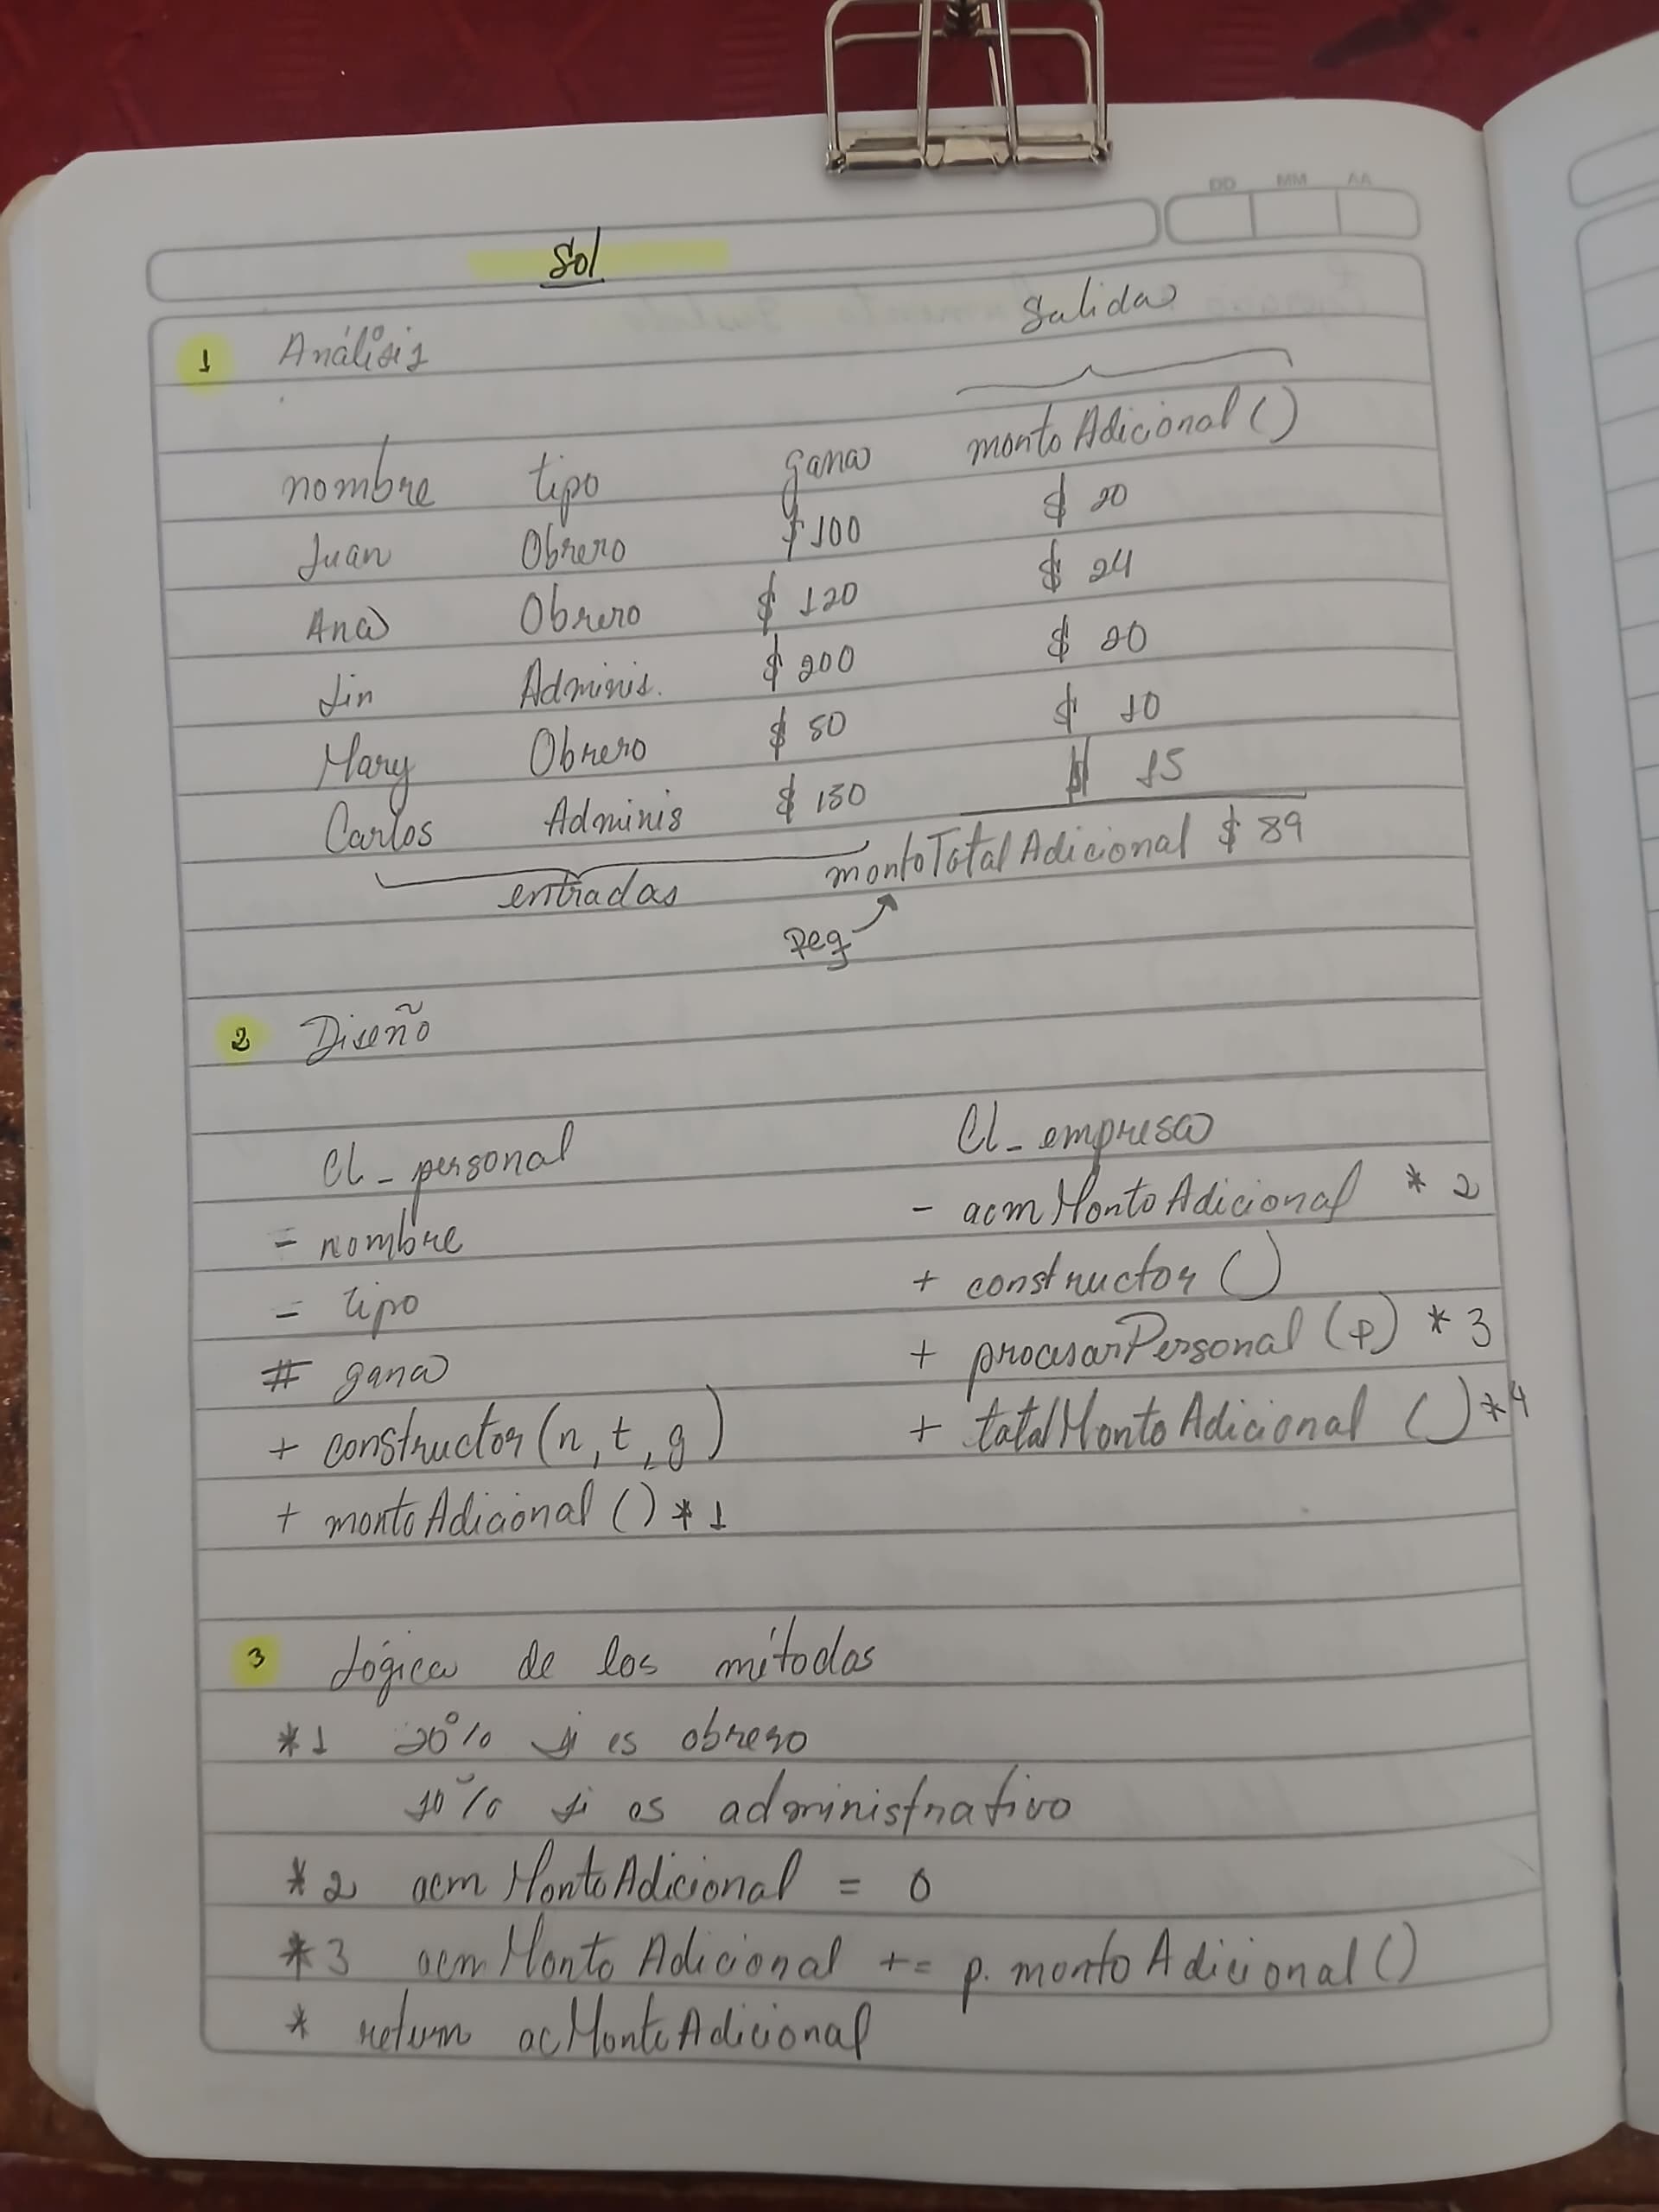 DD MM AA
Sol
1 Análisis
Salida
nombre tipo gana montoAdicional()
Juan Obrero $100 $ 20
Ana Obrero $ 120 $ 24
Lin Adminis. $ 200 $ 20
Mary Obrero $ 50 $ 10
Carlos Adminis $ 150 $ 15
entradas montoTotalAdicional $ 89
Req
2 Diseño
Cl_personal Cl_empresa
= nombre - acmMontoAdicional * 2
= tipo + constructor ()
# gana + procesarPersonal (p) * 3
+ constructor (n, t, g) + totalMontoAdicional () *4
+ montoAdicional () * 1
3 Lógica de los métodos
*1 20% si es obrero
10% si es administrativo
* 2 acmMontoAdicional = 0
*3 acmMontoAdicional += p. montoAdicional()
* return acMontoAdicional